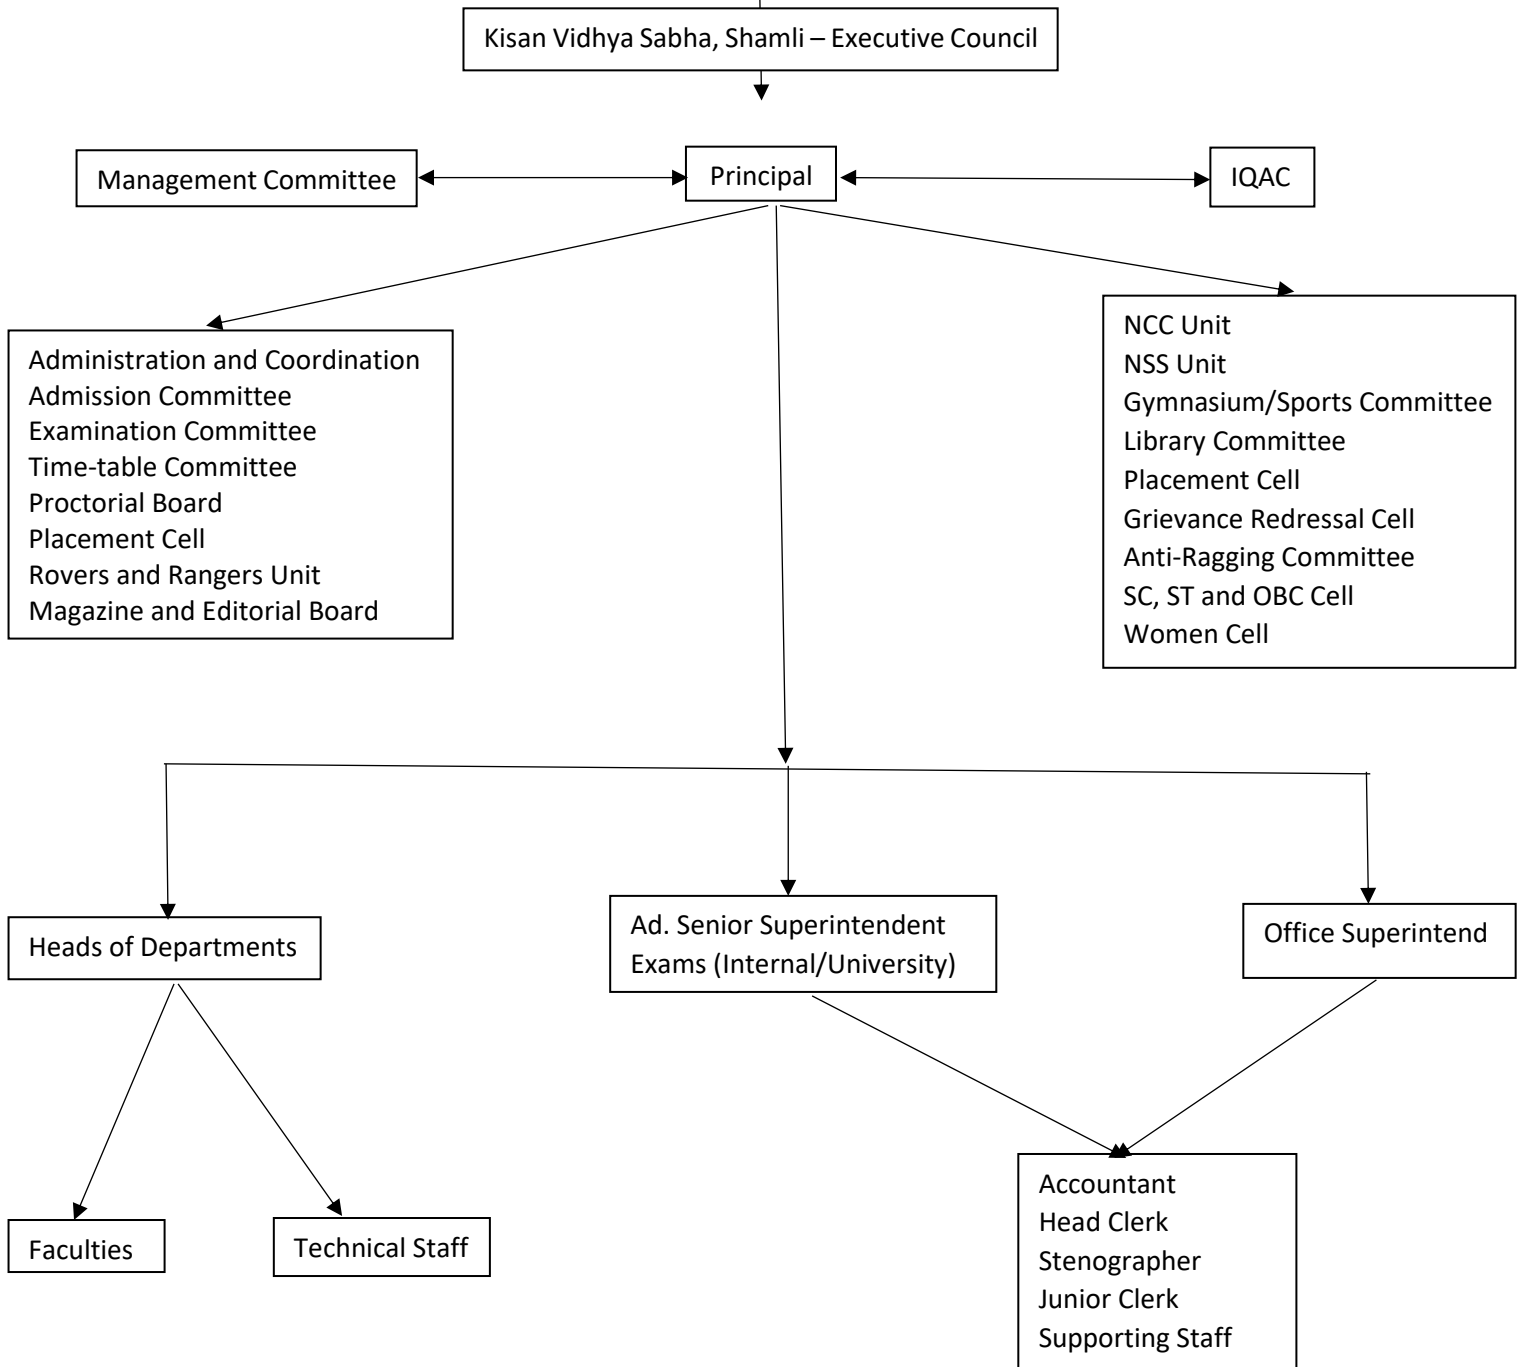 Kisan Vidhya Sabha, Shamli – Executive Council
Management Committee
Principal
IQAC
Administration and Coordination
Admission Committee
Examination Committee
Time-table Committee
Proctorial Board
Placement Cell
Rovers and Rangers Unit
Magazine and Editorial Board
NCC Unit
NSS Unit
Gymnasium/Sports Committee
Library Committee
Placement Cell
Grievance Redressal Cell
Anti-Ragging Committee
SC, ST and OBC Cell
Women Cell
Heads of Departments
Ad. Senior Superintendent
Exams (Internal/University)
Office Superintend
Faculties
Technical Staff
Accountant
Head Clerk
Stenographer
Junior Clerk
Supporting Staff